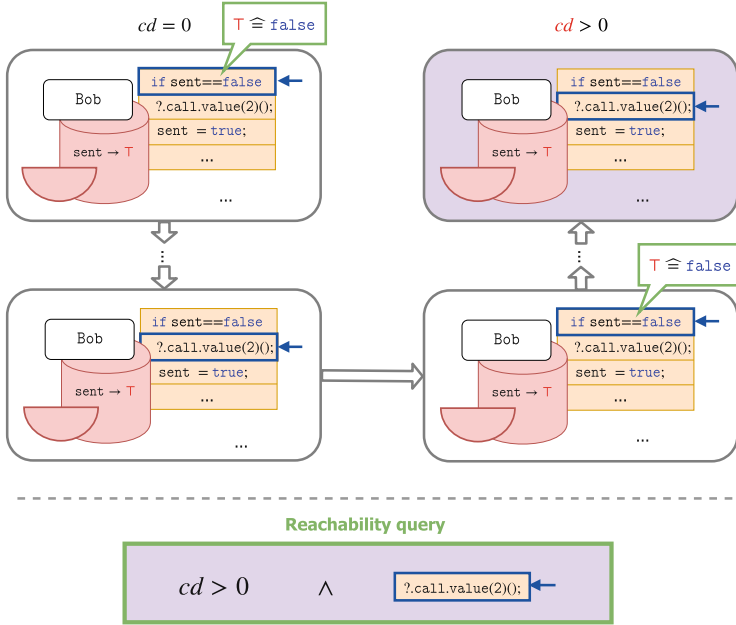 cd = 0
⊤ ≙ false
Bob
if sent==false
?.call.value(2)();
sent = true;
...
sent → ⊤
...
cd > 0
Bob
if sent==false
?.call.value(2)();
sent = true;
...
sent → ⊤
...
...
...
Bob
if sent==false
?.call.value(2)();
sent = true;
...
sent → ⊤
...
⊤ ≙ false
Bob
if sent==false
?.call.value(2)();
sent = true;
...
sent → ⊤
...
Reachability query
cd > 0 ∧ ?.call.value(2)();